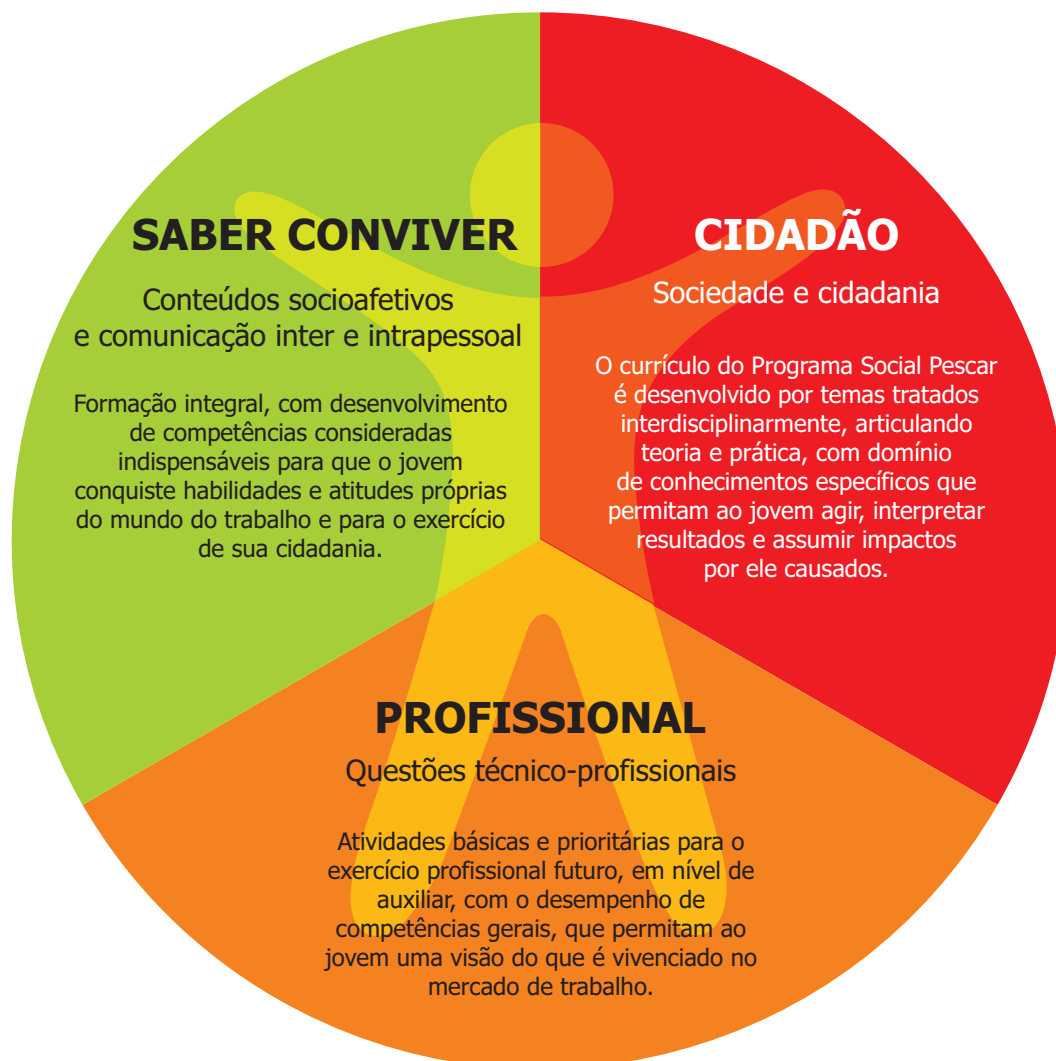 SABER CONVIVER
Conteúdos socioafetivos
e comunicação inter e intrapessoal
Formação integral, com desenvolvimento
de competências consideradas
indispensáveis para que o jovem
conquiste habilidades e atitudes próprias
do mundo do trabalho e para o exercício
de sua cidadania.
CIDADÃO
Sociedade e cidadania
O currículo do Programa Social Pescar
é desenvolvido por temas tratados
interdisciplinarmente, articulando
teoria e prática, com domínio
de conhecimentos específicos que
permitam ao jovem agir, interpretar
resultados e assumir impactos
por ele causados.
PROFISSIONAL
Questões técnico-profissionais
Atividades básicas e prioritárias para o
exercício profissional futuro, em nível de
auxiliar, com o desempenho de
competências gerais, que permitam ao
jovem uma visão do que é vivenciado no
mercado de trabalho.